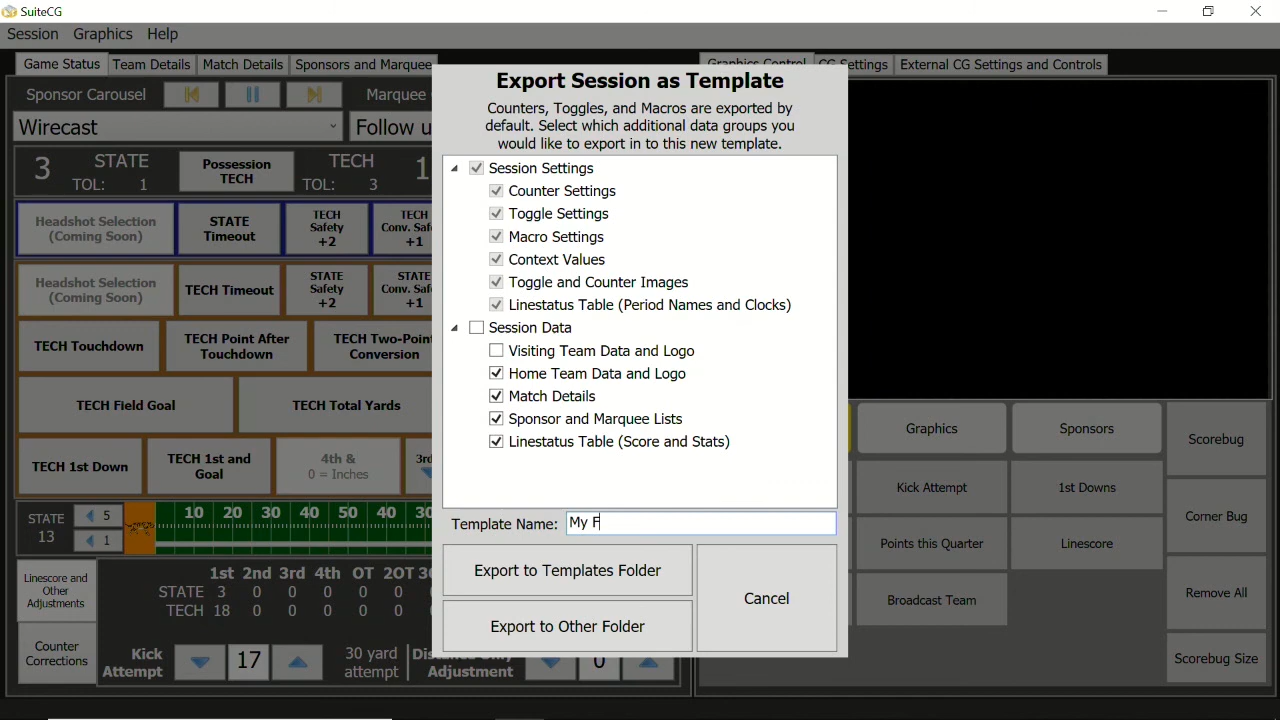 SuiteCG
Session Graphics Help
Game Status Team Details Match Details Sponsors and Marquee
Graphics Control CG Settings External CG Settings and Controls
Sponsor Carousel Marquee
Wirecast Follow u
3 STATE TOL: 1 Possession TECH TECH TOL: 3 1
Headshot Selection (Coming Soon)
STATE Timeout
TECH Safety +2
TECH Conv. Saf +1
Headshot Selection (Coming Soon)
TECH Timeout
STATE Safety +2
STATE Conv. Saf +1
TECH Touchdown
TECH Point After Touchdown
TECH Two-Poin Conversion
TECH Field Goal
TECH Total Yards
TECH 1st Down
TECH 1st and Goal
4th & 0 = Inches
3rd
STATE 13
5
1
10 20 30 40 50 40 30
Linescore and Other Adjustments
Counter Corrections
1st 2nd 3rd 4th OT 2OT 3O
STATE 3 0 0 0 0 0
TECH 18 0 0 0 0 0
Kick Attempt 17 30 yard attempt
Adjustment 0
Export Session as Template
Counters, Toggles, and Macros are exported by
default. Select which additional data groups you
would like to export in to this new template.
Session Settings
Counter Settings
Toggle Settings
Macro Settings
Context Values
Toggle and Counter Images
Linestatus Table (Period Names and Clocks)
Session Data
Visiting Team Data and Logo
Home Team Data and Logo
Match Details
Sponsor and Marquee Lists
Linestatus Table (Score and Stats)
Template Name: My F
Export to Templates Folder
Export to Other Folder
Cancel
Graphics
Sponsors
Scorebug
Kick Attempt
1st Downs
Corner Bug
Points this Quarter
Linescore
Broadcast Team
Remove All
Scorebug Size